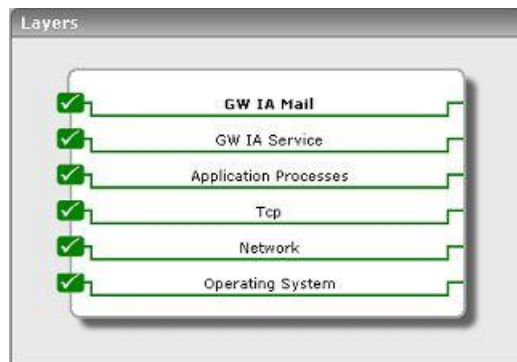 Layers
GW IA Mail
GW IA Service
Application Processes
Tcp
Network
Operating System